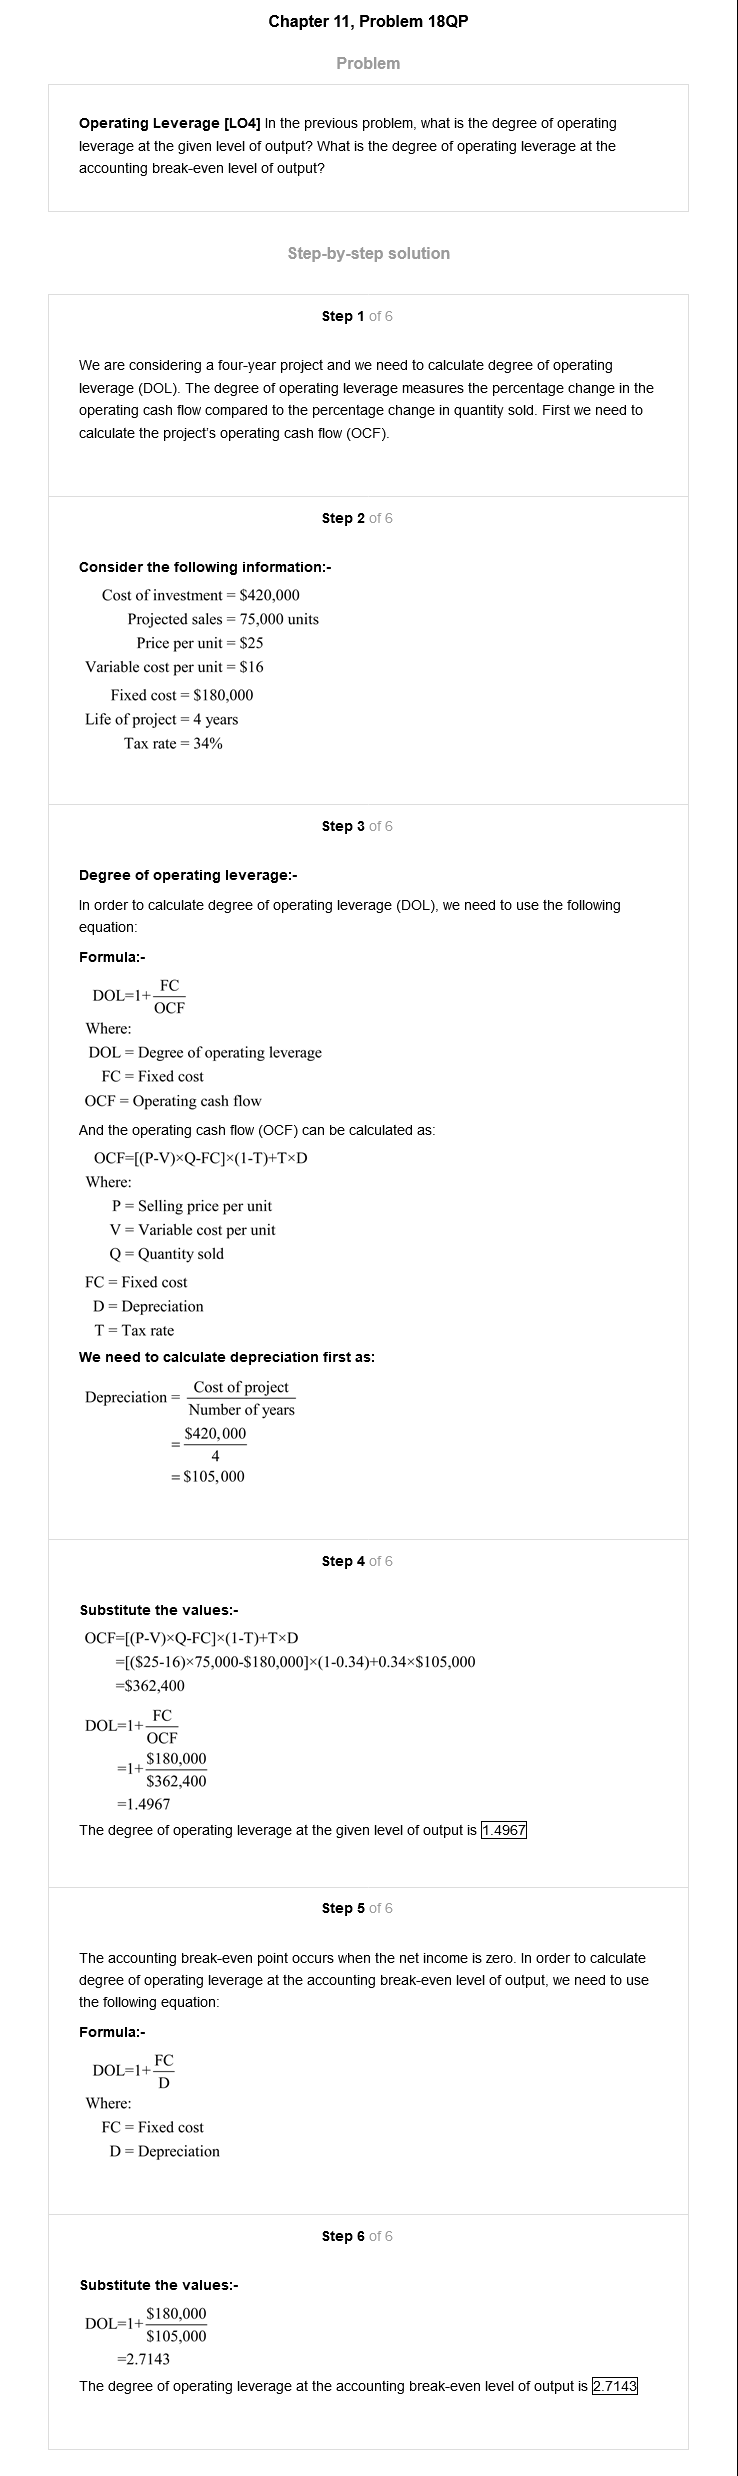 Chapter 11, Problem 18QP
Problem
Operating Leverage [LO4] In the previous problem, what is the degree of operating
leverage at the given level of output? What is the degree of operating leverage at the
accounting break-even level of output?
Step-by-step solution
Step 1 of 6
We are considering a four-year project and we need to calculate degree of operating
leverage (DOL). The degree of operating leverage measures the percentage change in the
operating cash flow compared to the percentage change in quantity sold. First we need to
calculate the project's operating cash flow (OCF).
Step 2 of 6
Consider the following information:-
Cost of investment = $420,000
Projected sales = 75,000 units
Price per unit = $25
Variable cost per unit = $16
Fixed cost = $180,000
Life of project = 4 years
Tax rate = 34%
Step 3 of 6
Degree of operating leverage:-
In order to calculate degree of operating leverage (DOL), we need to use the following
equation:
Formula:-
DOL=1+FC/OCF
Where:
DOL = Degree of operating leverage
FC = Fixed cost
OCF = Operating cash flow
And the operating cash flow (OCF) can be calculated as:
OCF=[(P-V)×Q-FC]×(1-T)+T×D
Where:
P = Selling price per unit
V = Variable cost per unit
Q = Quantity sold
FC = Fixed cost
D = Depreciation
T = Tax rate
We need to calculate depreciation first as:
Depreciation = Cost of project/Number of years
= $420,000/4
= $105,000
Step 4 of 6
Substitute the values:-
OCF=[(P-V)×Q-FC]×(1-T)+T×D
=[($25-16)×75,000-$180,000]×(1-0.34)+0.34×$105,000
=$362,400
DOL=1+FC/OCF
=1+$180,000/$362,400
=1.4967
The degree of operating leverage at the given level of output is 1.4967
Step 5 of 6
The accounting break-even point occurs when the net income is zero. In order to calculate
degree of operating leverage at the accounting break-even level of output, we need to use
the following equation:
Formula:-
DOL=1+FC/D
Where:
FC = Fixed cost
D = Depreciation
Step 6 of 6
Substitute the values:-
DOL=1+$180,000/$105,000
=2.7143
The degree of operating leverage at the accounting break-even level of output is 2.7143